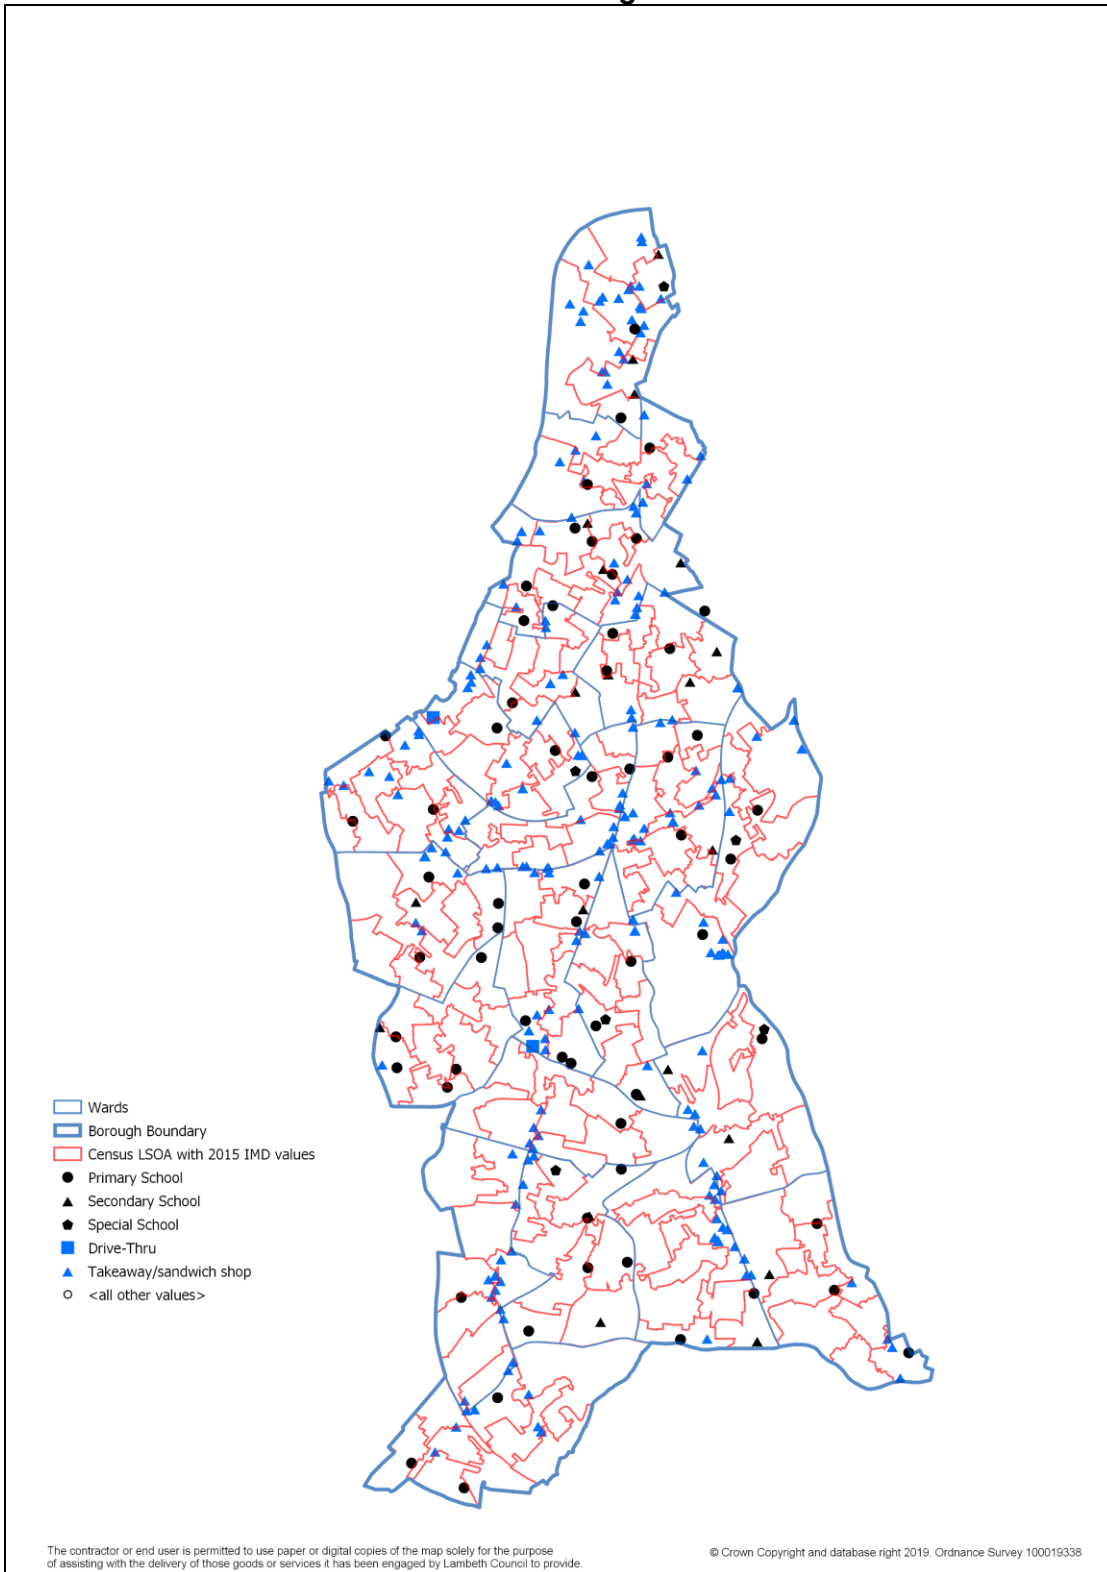 Wards
Borough Boundary
Census LSOA with 2015 IMD values
Primary School
Secondary School
Special School
Drive-Thru
Takeaway/sandwich shop
<all other values>
The contractor or end user is permitted to use paper or digital copies of the map solely for the purpose
of assisting with the delivery of those goods or services it has been engaged by Lambeth Council to provide.
© Crown Copyright and database right 2019. Ordnance Survey 100019338